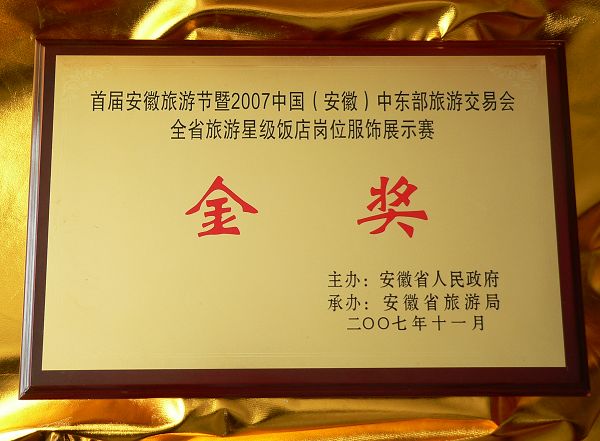 首届安徽旅游节暨2007中国（安徽）中东部旅游交易会
全省旅游星级饭店岗位服饰展示赛
金 奖
主办：安徽省人民政府
承办：安徽省旅游局
二〇〇七年十一月